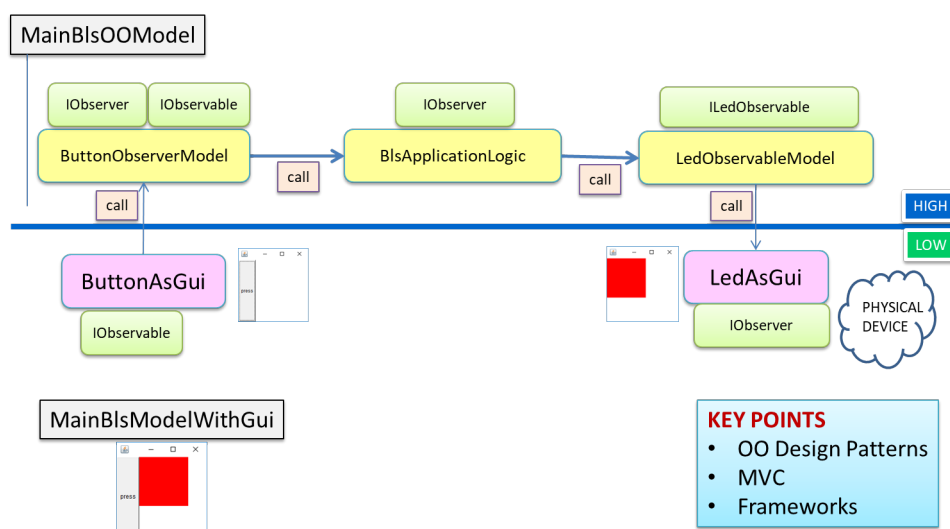 MainBlsOOModel
IObserver
IObservable
IObserver
ILedObservable
ButtonObserverModel
BlsApplicationLogic
LedObservableModel
call
call
call
call
HIGH
LOW
ButtonAsGui
press
LedAsGui
IObservable
IObserver
PHYSICAL
DEVICE
MainBlsModelWithGui
press
KEY POINTS
• OO Design Patterns
• MVC
• Frameworks